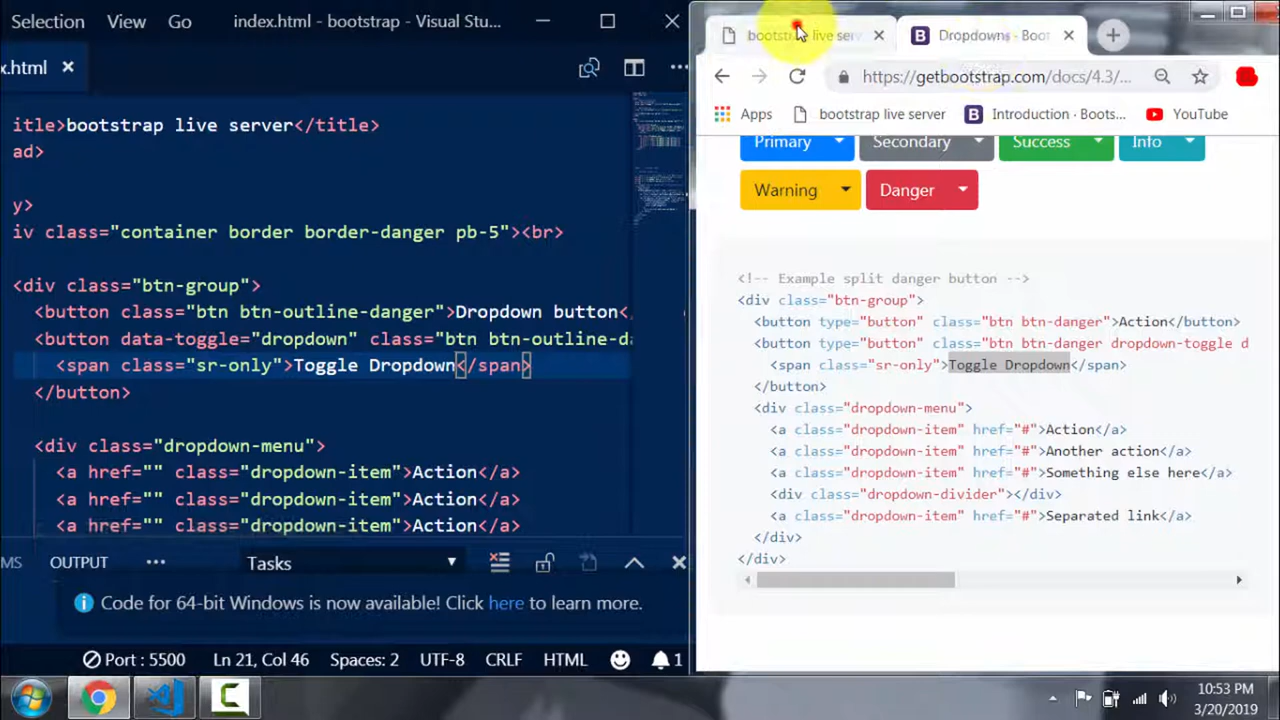 Selection View Go index.html - bootstrap - Visual Stu...
x.html
itle>bootstrap live server</title>
ad>
y>
iv class="container border border-danger pb-5"><br>
<div class="btn-group">
<button class="btn btn-outline-danger">Dropdown button<
<button data-toggle="dropdown" class="btn btn-outline-da
<span class="sr-only">Toggle Dropdown</span>
</button>
<div class="dropdown-menu">
<a href="" class="dropdown-item">Action</a>
<a href="" class="dropdown-item">Action</a>
<a href="" class="dropdown-item">Action</a>
MS OUTPUT ... Tasks
Code for 64-bit Windows is now available! Click here to learn more.
Port : 5500 Ln 21, Col 46 Spaces: 2 UTF-8 CRLF HTML 1
bootstrap live serv Dropdowns - Boot
https://getbootstrap.com/docs/4.3/...
Apps bootstrap live server Introduction · Boots... YouTube
Primary Secondary Success Info
Warning Danger
<!-- Example split danger button -->
<div class="btn-group">
<button type="button" class="btn btn-danger">Action</button>
<button type="button" class="btn btn-danger dropdown-toggle d
<span class="sr-only">Toggle Dropdown</span>
</button>
<div class="dropdown-menu">
<a class="dropdown-item" href="#">Action</a>
<a class="dropdown-item" href="#">Another action</a>
<a class="dropdown-item" href="#">Something else here</a>
<div class="dropdown-divider"></div>
<a class="dropdown-item" href="#">Separated link</a>
</div>
</div>
10:53 PM
3/20/2019